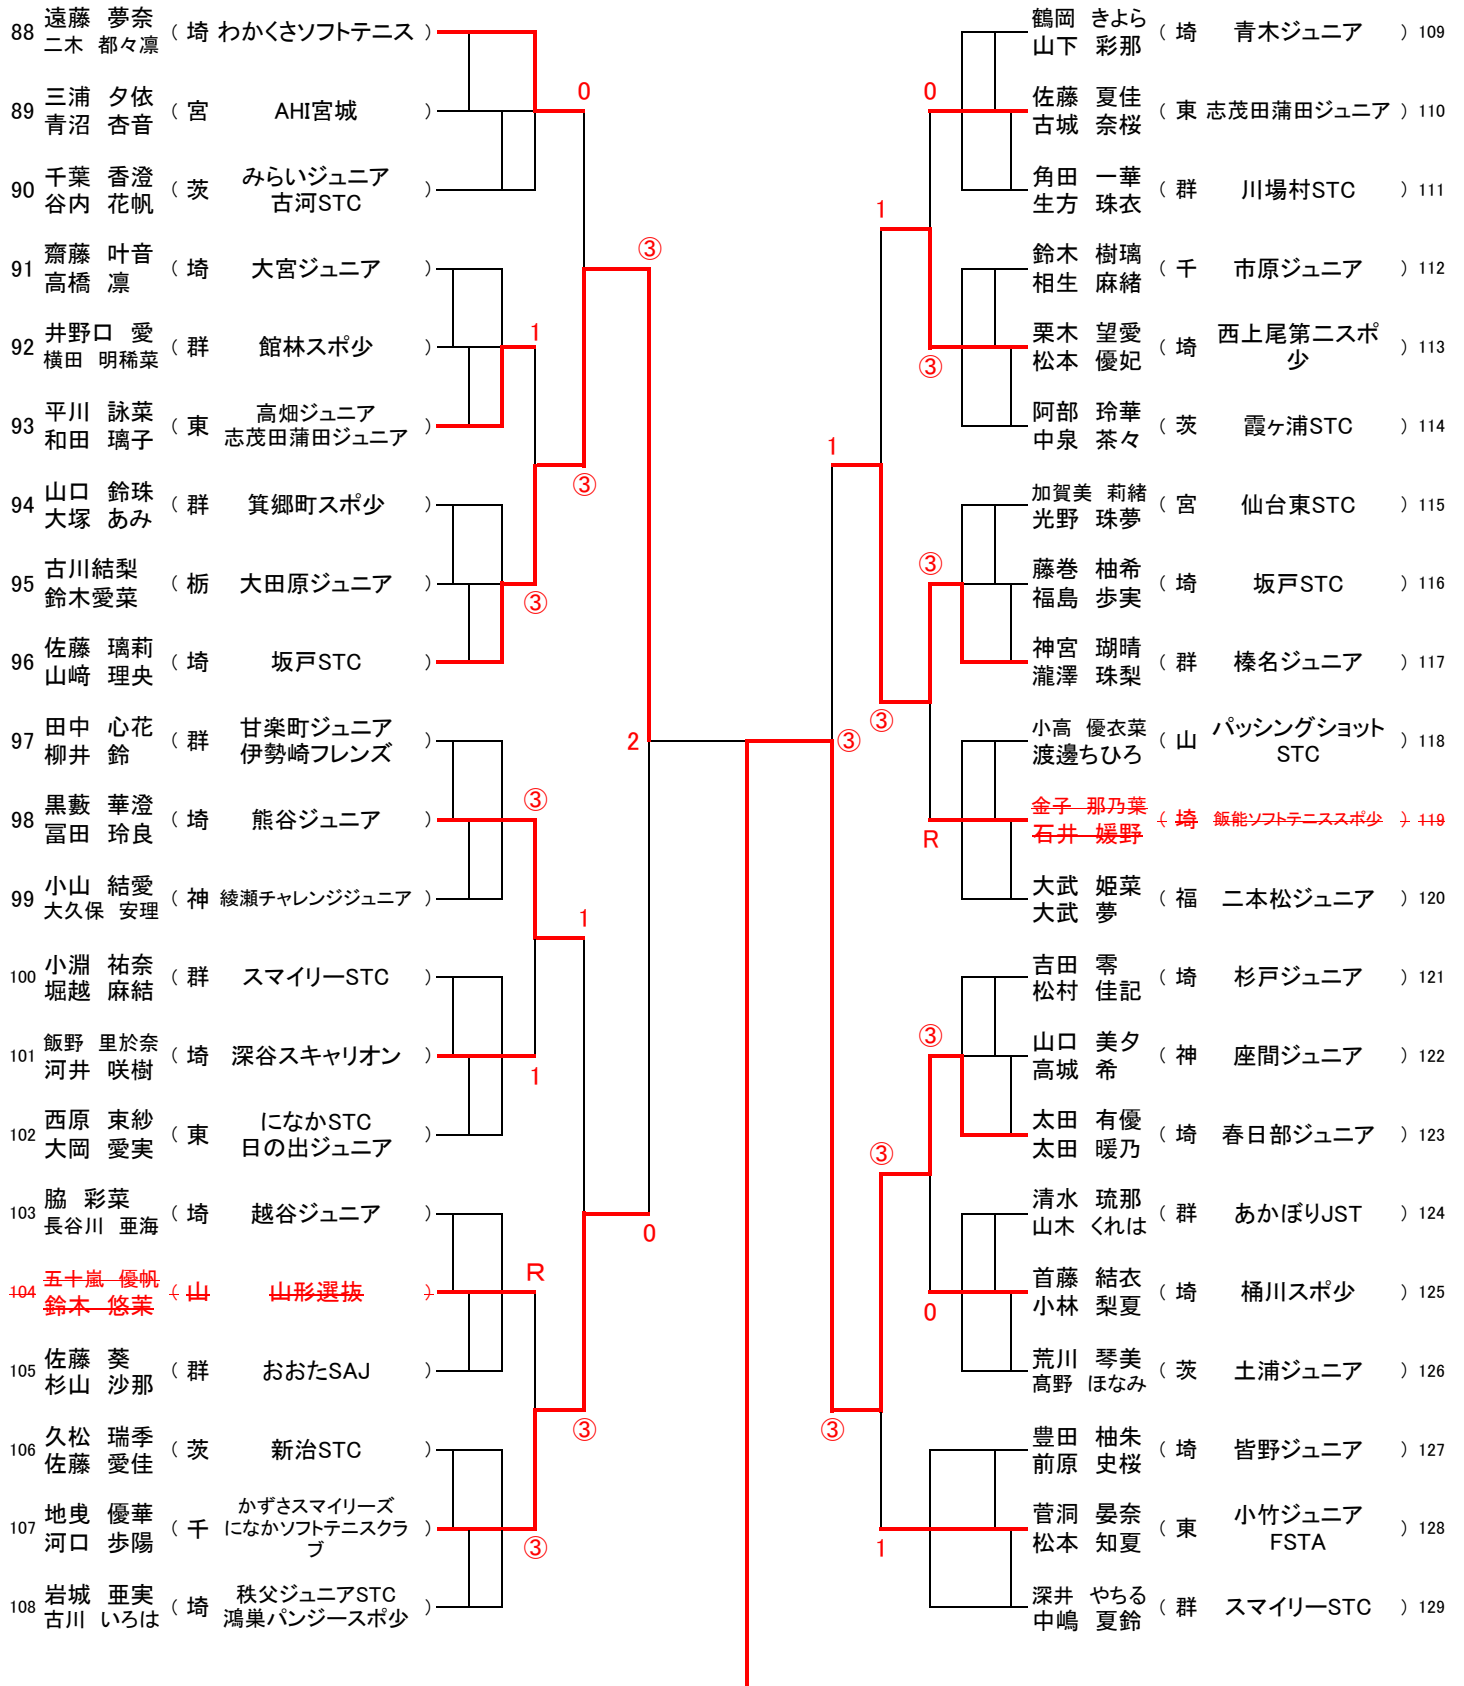 88 遠藤 夢奈 二木 都々凛 ( 埼 わかくさソフトテニス )
0
89 三浦 夕依 青沼 杏音 ( 宮 AHI宮城 )
90 千葉 香澄 谷内 花帆 ( 茨 みらいジュニア 古河STC )
③
91 齋藤 叶音 高橋 凛 ( 埼 大宮ジュニア )
1
92 井野口 愛 横田 明稀菜 ( 群 館林スポ少 )
93 平川 詠菜 和田 璃子 ( 東 高畑ジュニア 志茂田蒲田ジュニア )
③
94 山口 鈴珠 大塚 あみ ( 群 箕郷町スポ少 )
95 古川結梨 鈴木愛菜 ( 栃 大田原ジュニア )
③
96 佐藤 璃莉 山﨑 理央 ( 埼 坂戸STC )
97 田中 心花 柳井 鈴 ( 群 甘楽町ジュニア 伊勢崎フレンズ )
2
③
98 黒藪 華澄 冨田 玲良 ( 埼 熊谷ジュニア )
99 小山 結愛 大久保 安理 ( 神 綾瀬チャレンジジュニア )
1
100 小淵 祐奈 堀越 麻結 ( 群 スマイリーSTC )
101 飯野 里於奈 河井 咲樹 ( 埼 深谷スキャリオン )
1
102 西原 束紗 大岡 愛実 ( 東 になかSTC 日の出ジュニア )
103 脇 彩菜 長谷川 亜海 ( 埼 越谷ジュニア )
0
R
104 五十嵐 優帆 鈴木 悠茉 ( 山 山形選抜 )
105 佐藤 葵 杉山 沙那 ( 群 おおたSAJ )
③
106 久松 瑞季 佐藤 愛佳 ( 茨 新治STC )
107 地曳 優華 河口 歩陽 ( 千 かずさスマイリーズ になかソフトテニスクラブ )
③
108 岩城 亜実 古川 いろは ( 埼 秩父ジュニアSTC 鴻巣パンジースポ少 )
鶴岡 きよら 山下 彩那 ( 埼 青木ジュニア ) 109
0
佐藤 夏佳 古城 奈桜 ( 東 志茂田蒲田ジュニア ) 110
角田 一華 生方 珠衣 ( 群 川場村STC ) 111
1
鈴木 樹璃 相生 麻緒 ( 千 市原ジュニア ) 112
栗木 望愛 松本 優妃 ( 埼 西上尾第二スポ少 ) 113
③
阿部 玲華 中泉 茶々 ( 茨 霞ヶ浦STC ) 114
1
加賀美 莉緒 光野 珠夢 ( 宮 仙台東STC ) 115
③
藤巻 柚希 福島 歩実 ( 埼 坂戸STC ) 116
神宮 瑚晴 瀧澤 珠梨 ( 群 榛名ジュニア ) 117
③
③
小高 優衣菜 渡邊ちひろ ( 山 パッシングショットSTC ) 118
金子 那乃葉 石井 媛野 ( 埼 飯能ソフトテニススポ少 ) 119
R
大武 姫菜 大武 夢 ( 福 二本松ジュニア ) 120
吉田 零 松村 佳記 ( 埼 杉戸ジュニア ) 121
③
山口 美夕 高城 希 ( 神 座間ジュニア ) 122
太田 有優 太田 暖乃 ( 埼 春日部ジュニア ) 123
③
清水 琉那 山木 くれは ( 群 あかぼりJST ) 124
首藤 結衣 小林 梨夏 ( 埼 桶川スポ少 ) 125
0
荒川 琴美 髙野 ほなみ ( 茨 土浦ジュニア ) 126
③
豊田 柚朱 前原 史桜 ( 埼 皆野ジュニア ) 127
菅洞 晏奈 松本 知夏 ( 東 小竹ジュニア FSTA ) 128
1
深井 やちる 中嶋 夏鈴 ( 群 スマイリーSTC ) 129